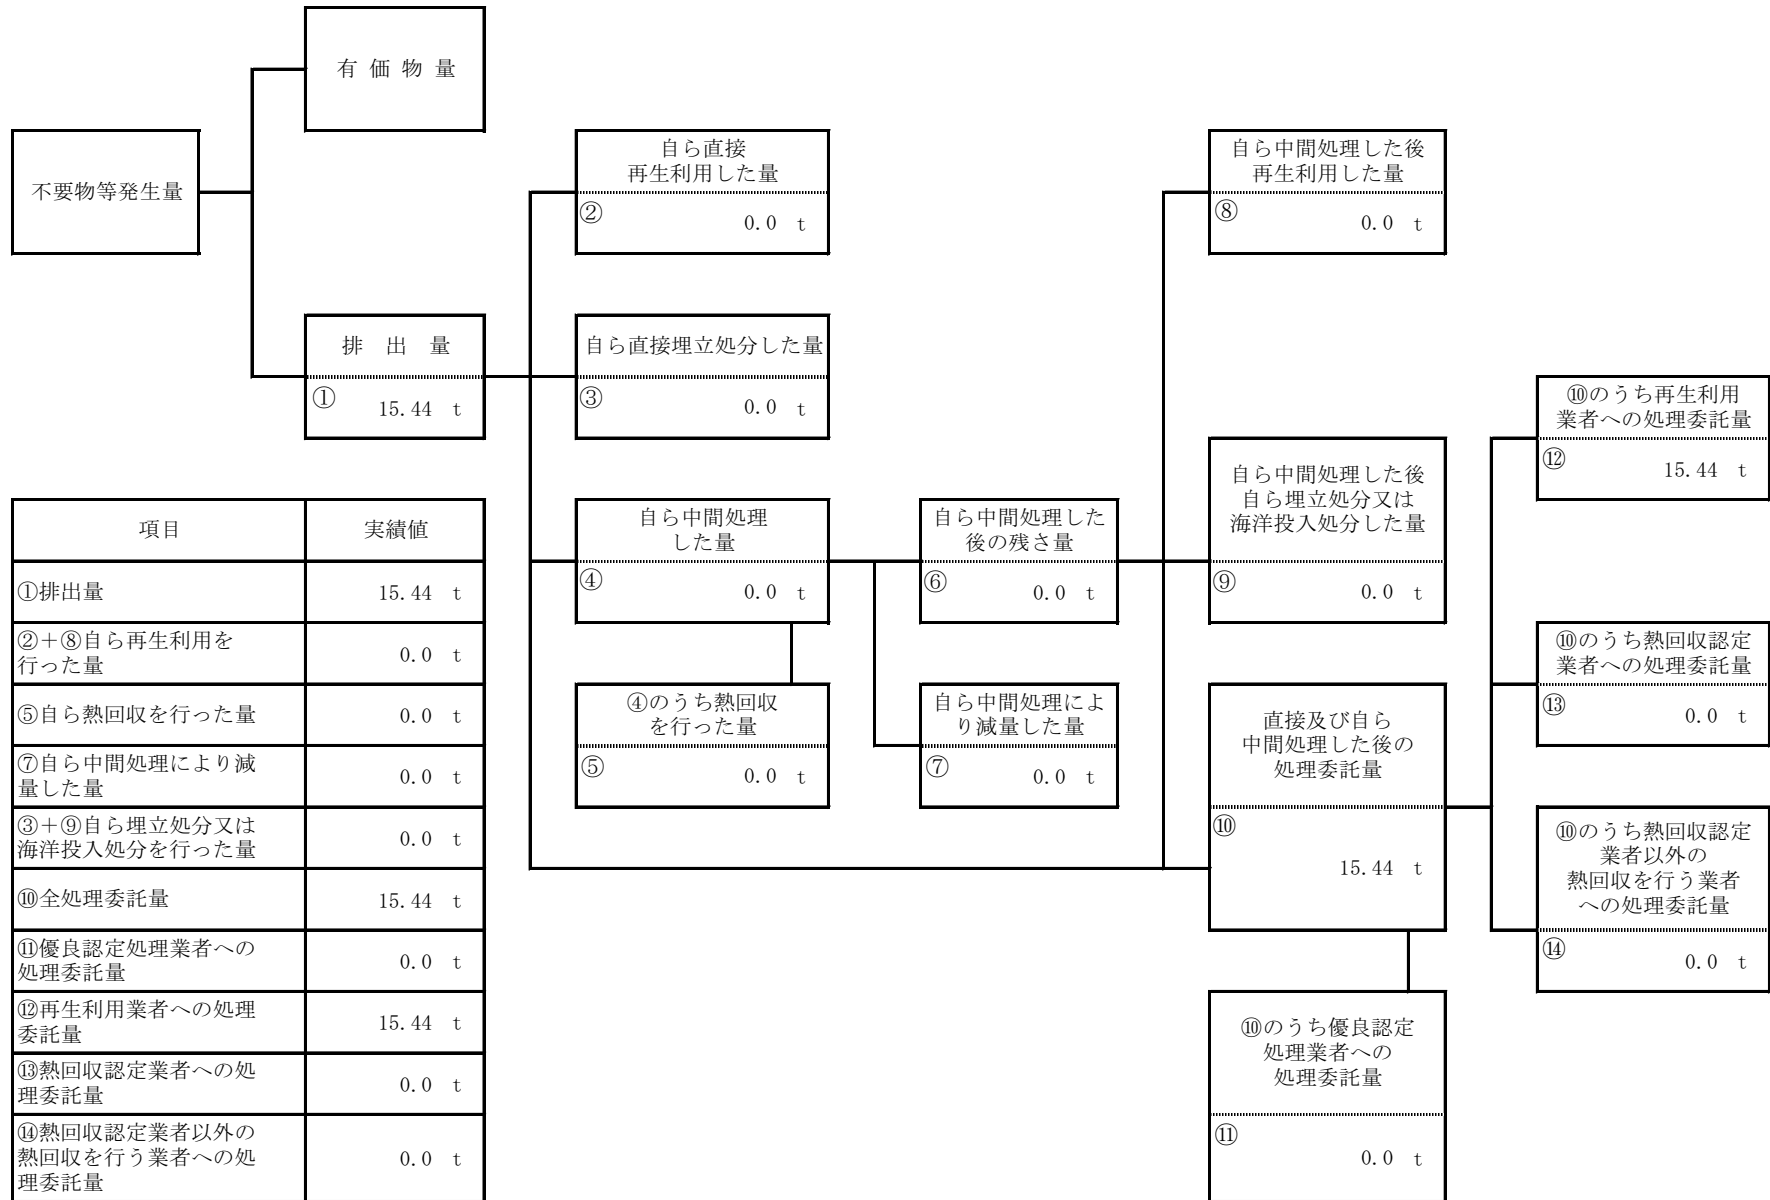 有価物量
不要物等発生量
自ら直接
再生利用した量
② 0.0 t
自ら中間処理した後
再生利用した量
⑧ 0.0 t
排出量
① 15.44 t
自ら直接埋立処分した量
③ 0.0 t
⑩のうち再生利用
業者への処理委託量
⑫ 15.44 t
自ら中間処理
した量
④ 0.0 t
自ら中間処理した
後の残さ量
⑥ 0.0 t
自ら中間処理した後
自ら埋立処分又は
海洋投入処分した量
⑨ 0.0 t
⑩のうち熱回収認定
業者への処理委託量
⑬ 0.0 t
④のうち熱回収
を行った量
⑤ 0.0 t
自ら中間処理によ
り減量した量
⑦ 0.0 t
直接及び自ら
中間処理した後の
処理委託量
⑩
15.44 t
⑩のうち熱回収認定
業者以外の
熱回収を行う業者
への処理委託量
⑭ 0.0 t
⑩のうち優良認定
処理業者への
処理委託量
⑪
0.0 t
項目 実績値
①排出量 15.44 t
②+⑧自ら再生利用を
行った量 0.0 t
⑤自ら熱回収を行った量 0.0 t
⑦自ら中間処理により減
量した量 0.0 t
③+⑨自ら埋立処分又は
海洋投入処分を行った量 0.0 t
⑩全処理委託量 15.44 t
⑪優良認定処理業者への
処理委託量 0.0 t
⑫再生利用業者への処理
委託量 15.44 t
⑬熱回収認定業者への処
理委託量 0.0 t
⑭熱回収認定業者以外の
熱回収を行う業者への処
理委託量 0.0 t